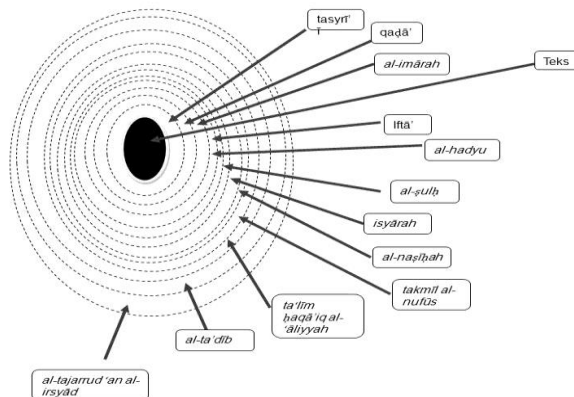 tasyrī'
ī
qaḍā'
al-imārah
Teks
Iftā'
al-hadyu
al-ṣulḥ
isyārah
al-naṣīḥah
takmīl al-
nufūs
ta'līm
ḥaqā'iq al-
'āliyyah
al-ta'dīb
al-tajarrud 'an al-
irsyād